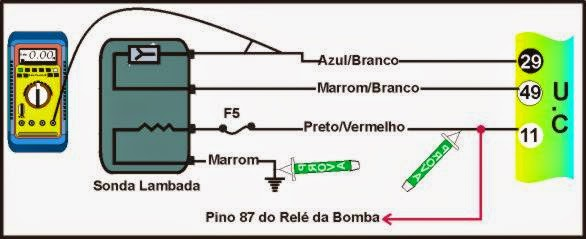 0.00
Azul/Branco
29
Marrom/Branco
49
U.C
F5
Preto/Vermelho
11
Marrom
PROVA
PROVA
Sonda Lambada
Pino 87 do Relé da Bomba